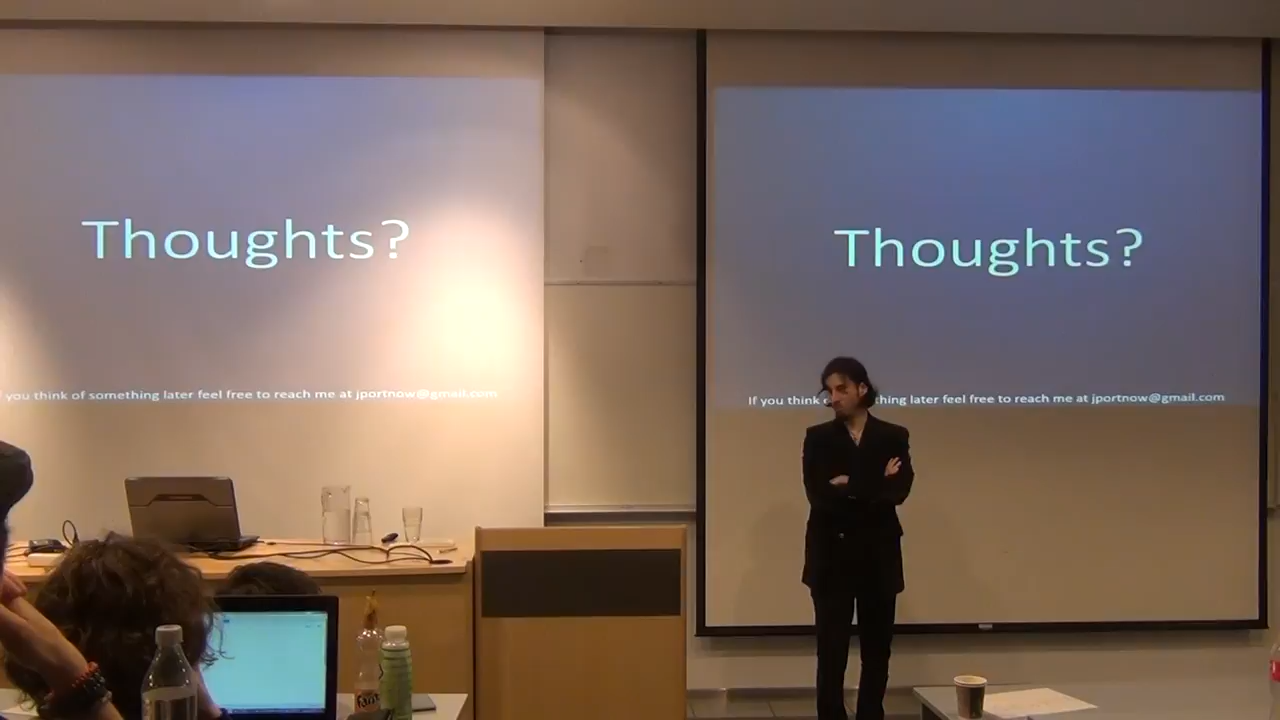 Thoughts?
you think of something later feel free to reach me at jportnow@gmail.com
Thoughts?
If you think hing later feel free to reach me at jportnow@gmail.com